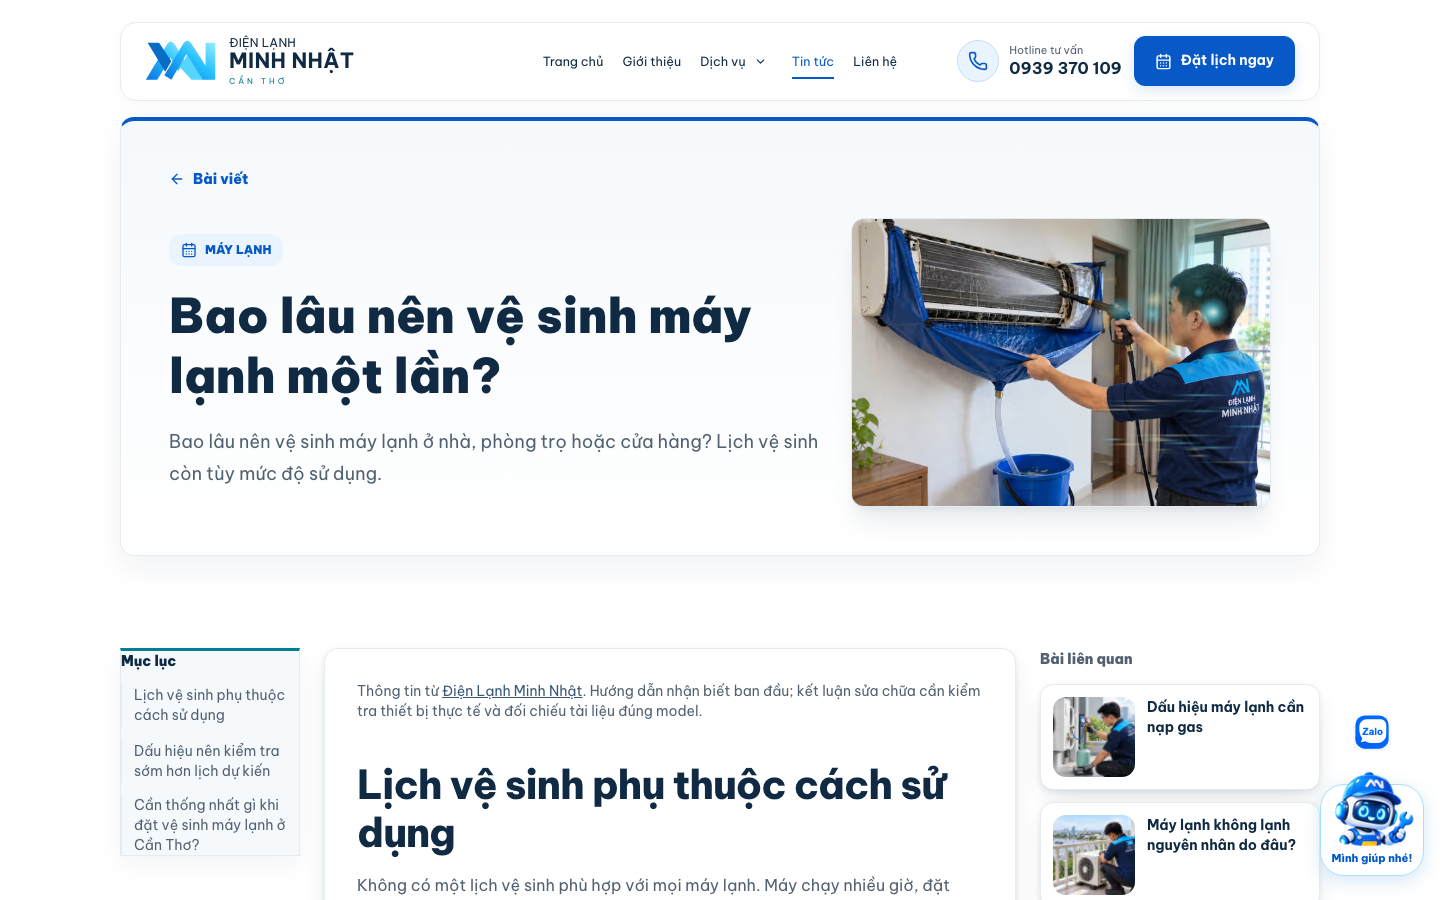 ĐIỆN LẠNH
MINH NHẬT
CẦN THƠ
Trang chủ
Giới thiệu
Dịch vụ
Tin tức
Liên hệ
Hotline tư vấn
0939 370 109
Đặt lịch ngay
Bài viết
MÁY LẠNH
Bao lâu nên vệ sinh máy
lạnh một lần?
Bao lâu nên vệ sinh máy lạnh ở nhà, phòng trọ hoặc cửa hàng? Lịch vệ sinh
còn tùy mức độ sử dụng.
ĐIỆN LẠNH
MINH NHẬT
Mục lục
Lịch vệ sinh phụ thuộc
cách sử dụng
Dấu hiệu nên kiểm tra
sớm hơn lịch dự kiến
Cần thống nhất gì khi
đặt vệ sinh máy lạnh ở
Cần Thơ?
Thông tin từ Điện Lạnh Minh Nhật. Hướng dẫn nhận biết ban đầu; kết luận sửa chữa cần kiểm
tra thiết bị thực tế và đối chiếu tài liệu đúng model.
Lịch vệ sinh phụ thuộc cách sử
dụng
Không có một lịch vệ sinh phù hợp với mọi máy lạnh. Máy chạy nhiều giờ, đặt
Bài liên quan
Dấu hiệu máy lạnh cần
nạp gas
Máy lạnh không lạnh
nguyên nhân do đâu?
Zalo
Mình giúp nhé!